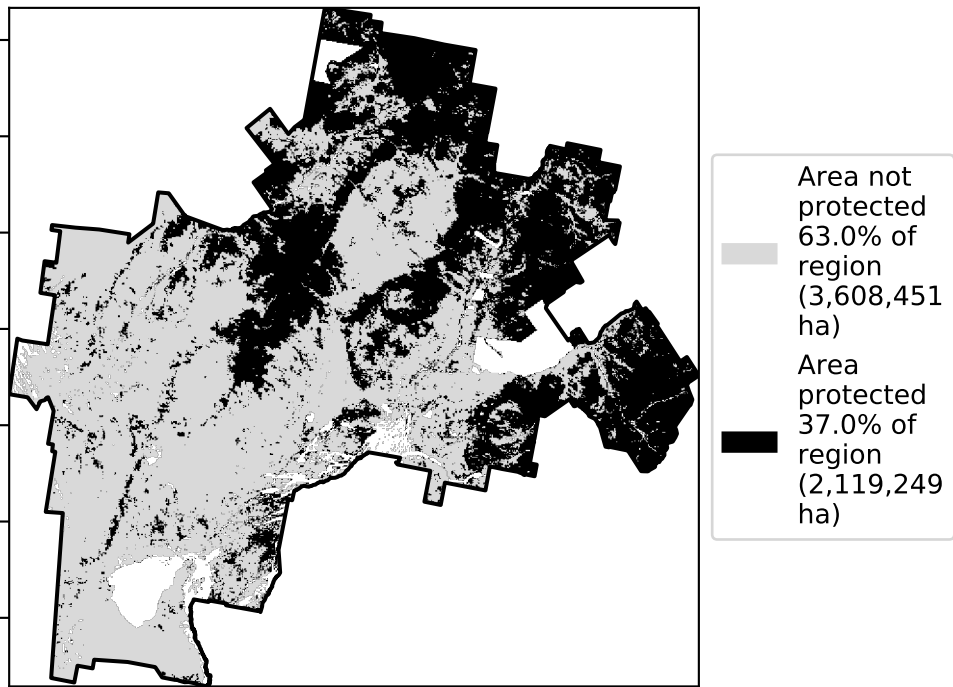 Area not
protected
63.0% of
region
(3,608,451
ha)
Area
protected
37.0% of
region
(2,119,249
ha)